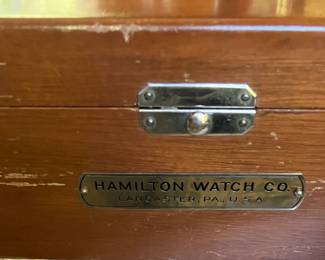 HAMILTON WATCH CO.
LANCASTER, PA., U.S.A.